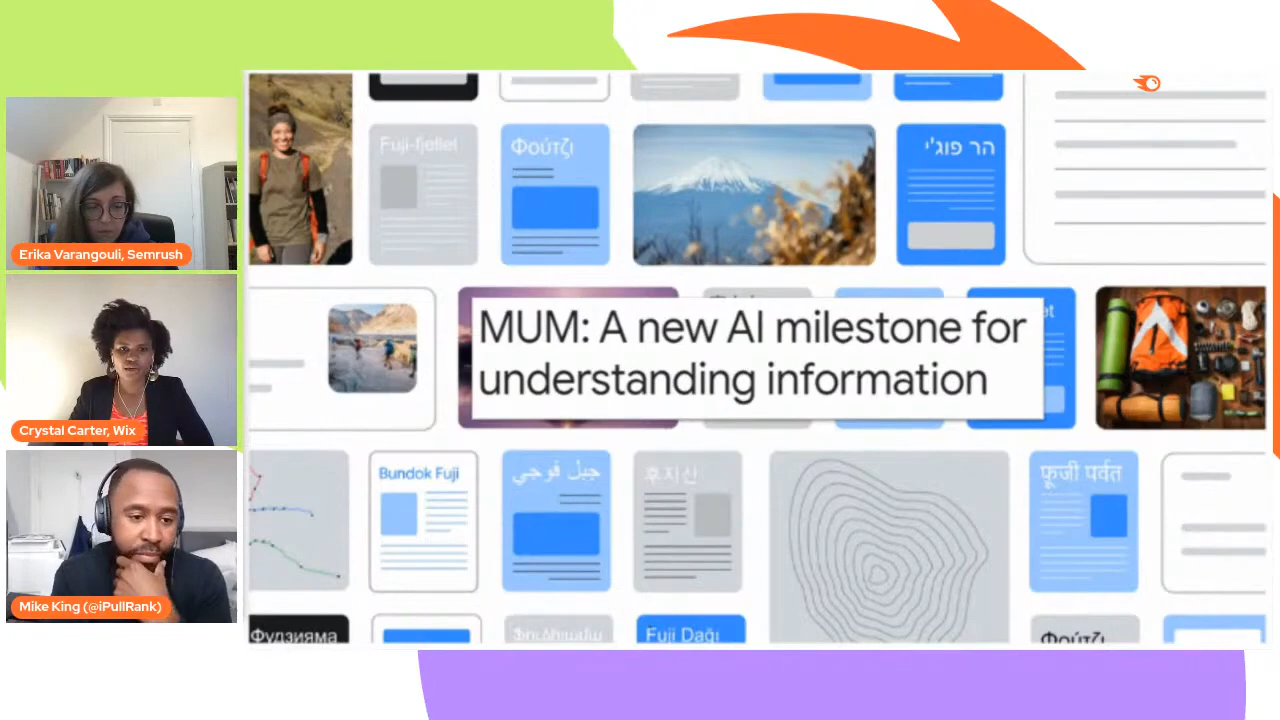 Erika Varangouli, Semrush
Crystal Carter, Wix
Mike King (@iPullRank)
Fuji-fjellet
Φούτζι
הר פוג'י
MUM: A new AI milestone for
understanding information
Bundok Fuji
جبل فوجي
후지산
फ़ूजी पर्वत
Фудзияма
Ֆուձիյամա
Fuji Dağı
Φούτζι